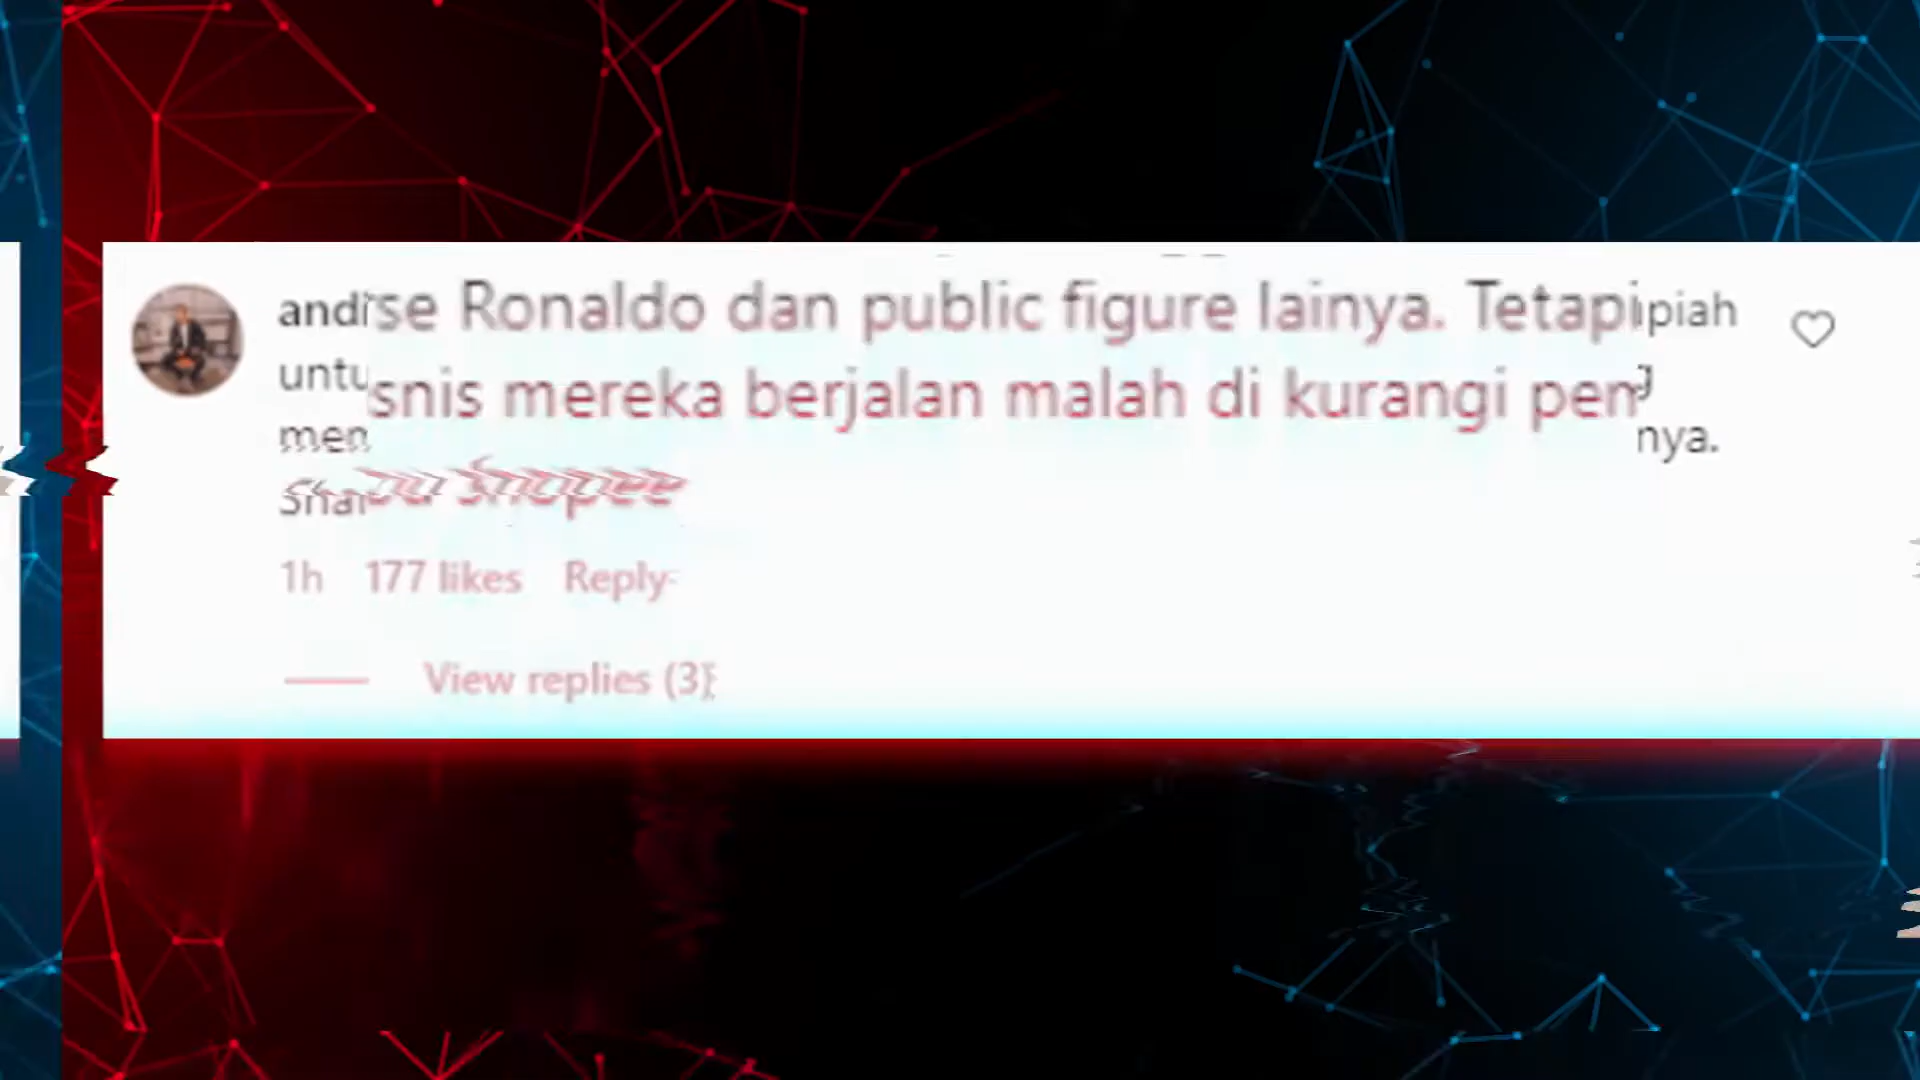 andi se Ronaldo dan public figure lainya. Tetapi piah
untu snis mereka berjalan malah di kurangi pen
men nya.
Shopee
1h 177 likes Reply
View replies (3)